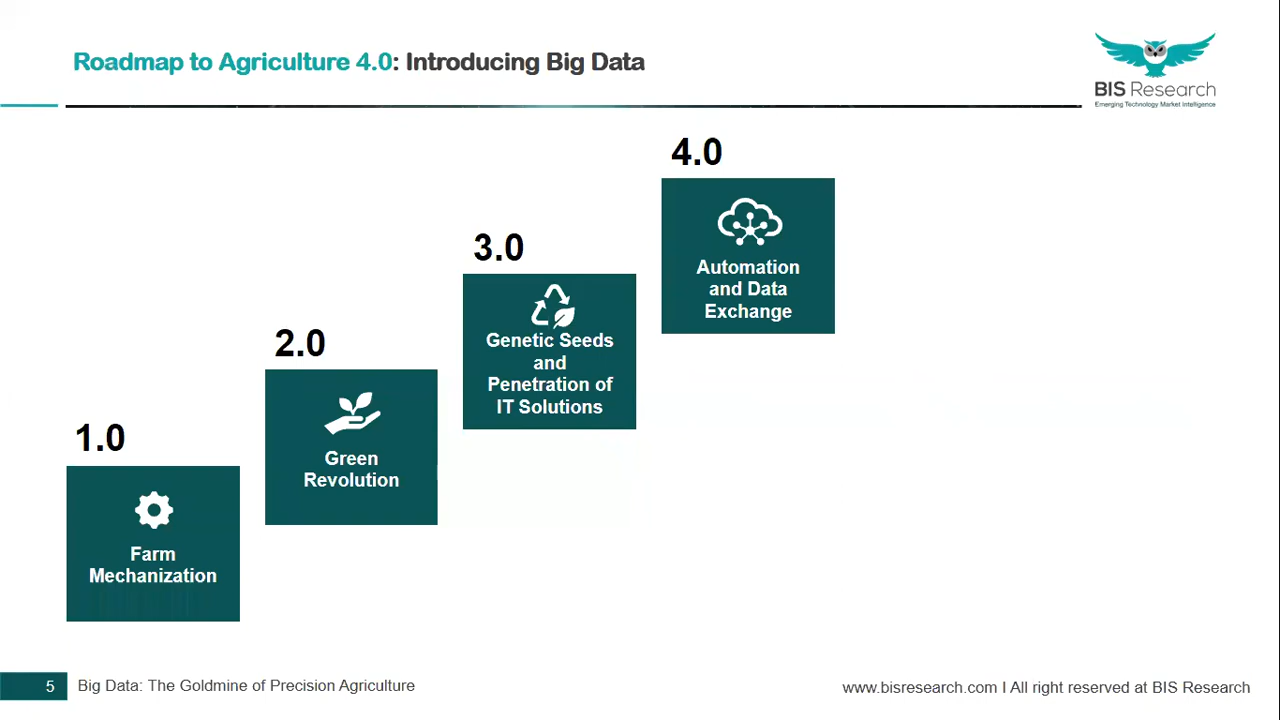 Roadmap to Agriculture 4.0: Introducing Big Data
BIS Research
Emerging Technology Market Intelligence
4.0
Automation
and Data
Exchange
3.0
Genetic Seeds
and
Penetration of
IT Solutions
2.0
Green
Revolution
1.0
Farm
Mechanization
5
Big Data: The Goldmine of Precision Agriculture
www.bisresearch.com I All right reserved at BIS Research